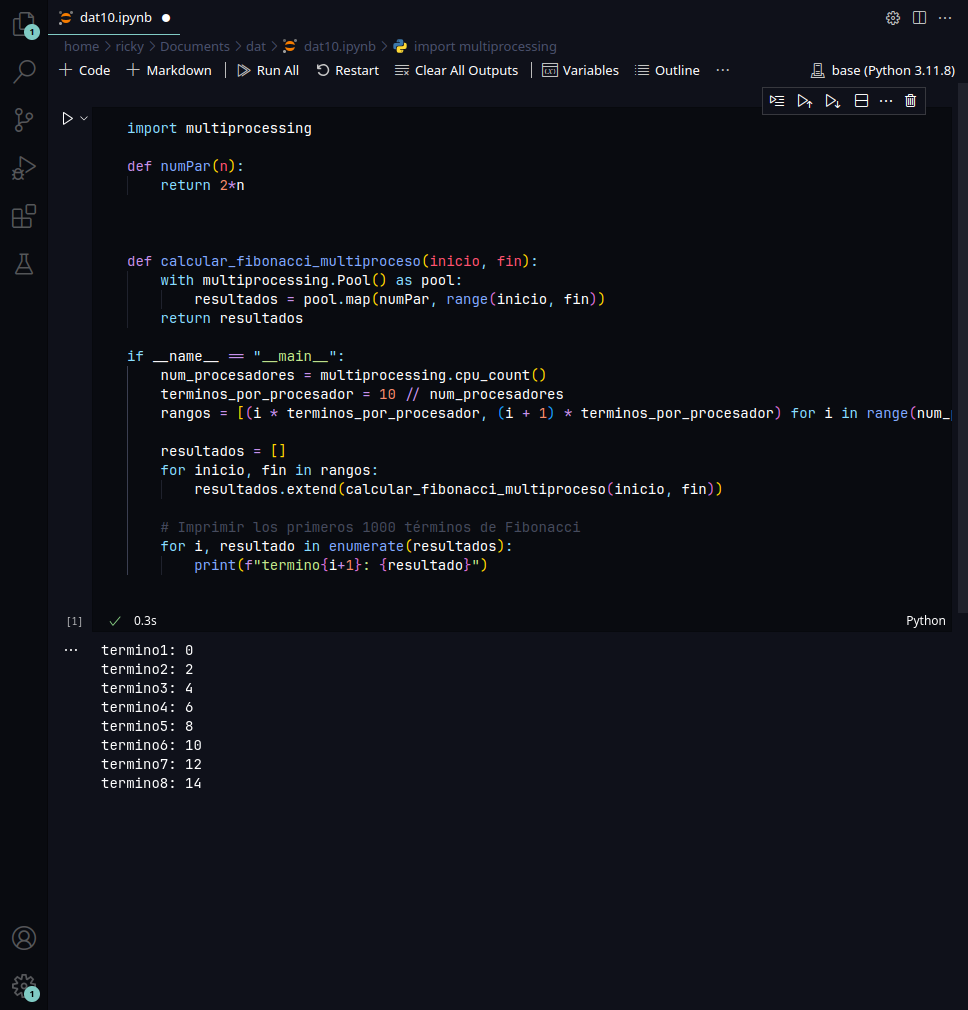 dat10.ipynb
home > ricky > Documents > dat > dat10.ipynb > import multiprocessing
+ Code + Markdown Run All Restart Clear All Outputs Variables Outline ... base (Python 3.11.8)
import multiprocessing
def numPar(n):
return 2*n
def calcular_fibonacci_multiproceso(inicio, fin):
with multiprocessing.Pool() as pool:
resultados = pool.map(numPar, range(inicio, fin))
return resultados
if __name__ == "__main__":
num_procesadores = multiprocessing.cpu_count()
terminos_por_procesador = 10 // num_procesadores
rangos = [(i * terminos_por_procesador, (i + 1) * terminos_por_procesador) for i in range(num_
resultados = []
for inicio, fin in rangos:
resultados.extend(calcular_fibonacci_multiproceso(inicio, fin))
# Imprimir los primeros 1000 términos de Fibonacci
for i, resultado in enumerate(resultados):
print(f"termino{i+1}: {resultado}")
[1] 0.3s Python
... termino1: 0
termino2: 2
termino3: 4
termino4: 6
termino5: 8
termino6: 10
termino7: 12
termino8: 14
1
1